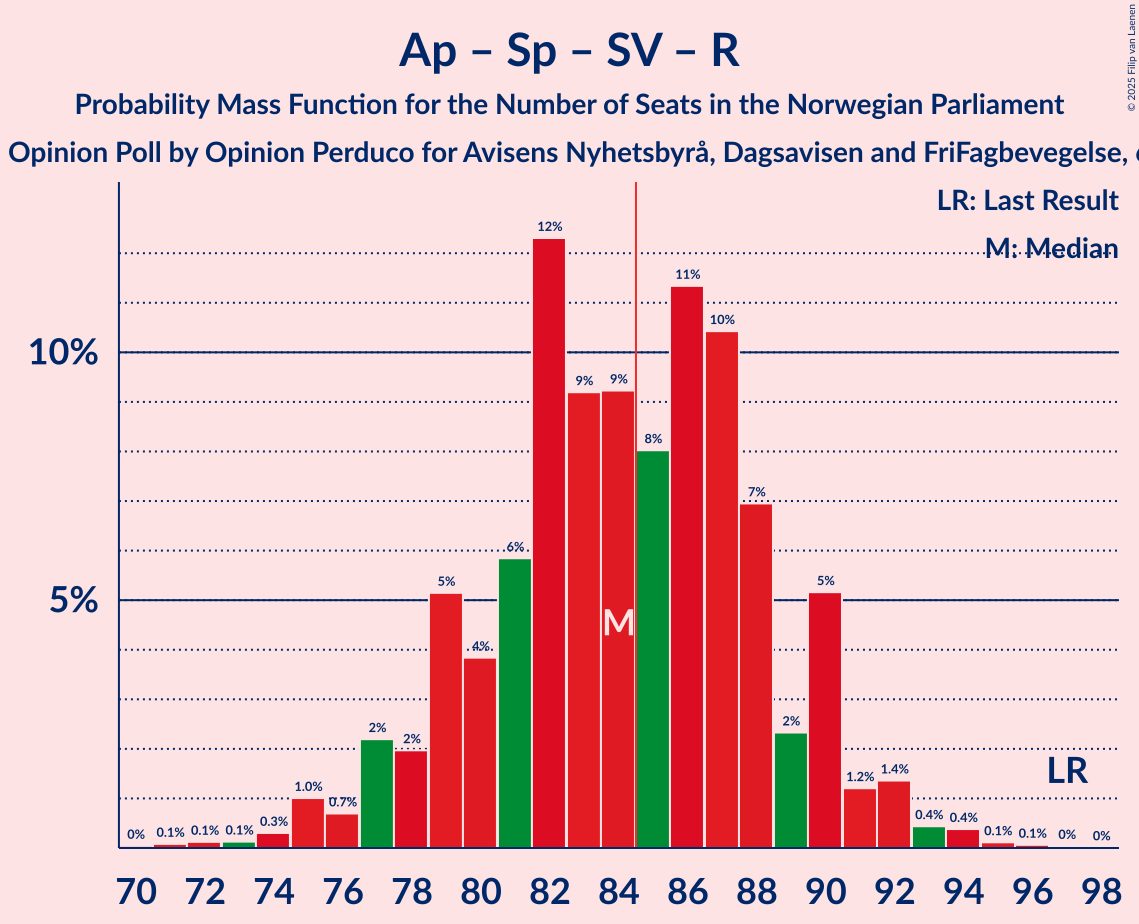 © 2025 Filip van Laenen
Ap – Sp – SV – R
Probability Mass Function for the Number of Seats in the Norwegian Parliament
Opinion Poll by Opinion Perduco for Avisens Nyhetsbyrå, Dagsavisen and FriFagbevegelse,
LR: Last Result
M: Median
10%
5%
0% 0.1% 0.1% 0.1% 0.3% 1.0% 0.7% 2% 2% 5% 4% 6% 12% 9% 9% 8% 11% 10% 7% 2% 5% 1.2% 1.4% 0.4% 0.4% 0.1% 0.1% 0% 0%
M
LR
70 72 74 76 78 80 82 84 86 88 90 92 94 96 98